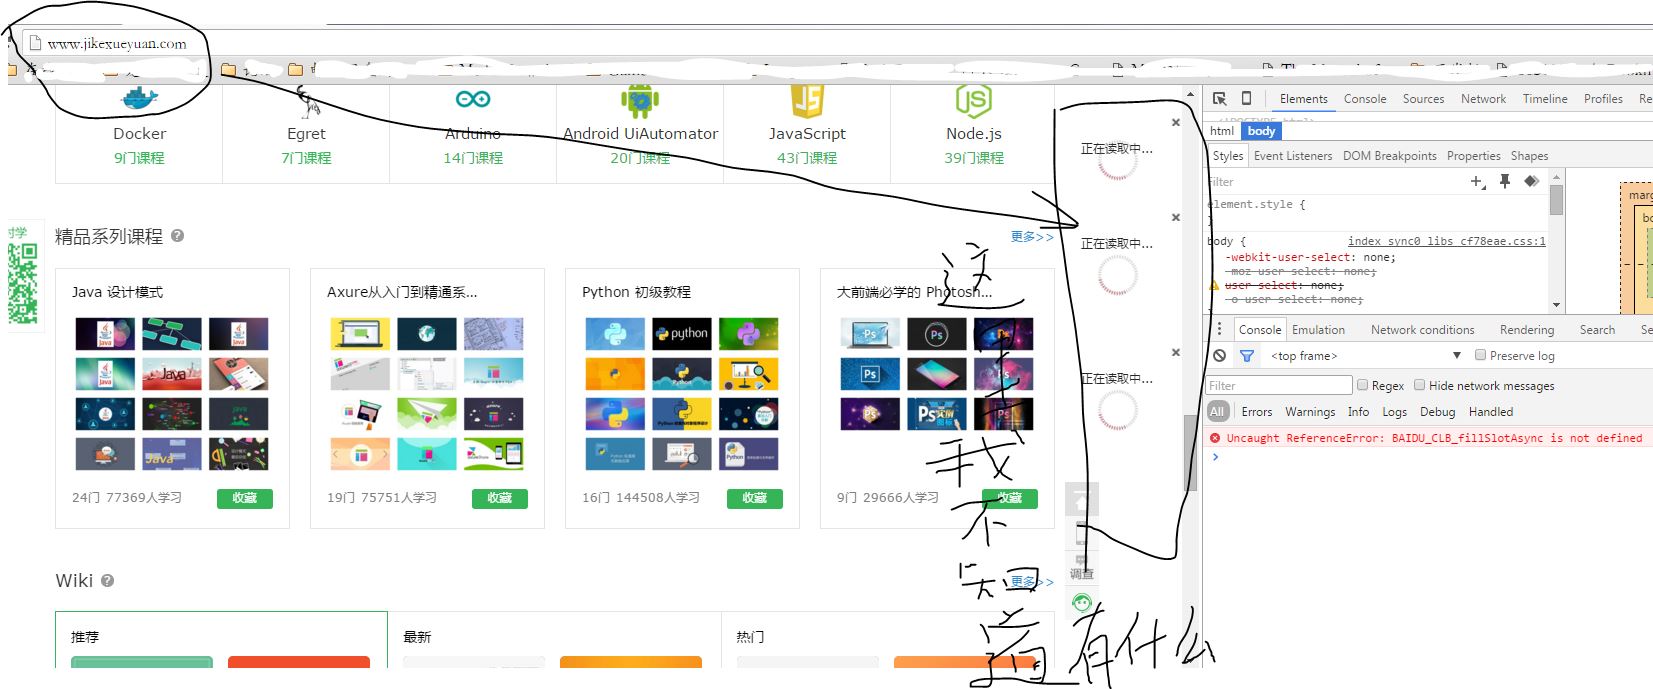 www.jikexueyuan.com
Docker
9门课程
Egret
7门课程
Arduino
14门课程
Android UiAutomator
20门课程
JavaScript
43门课程
Node.js
39门课程
时学
精品系列课程
更多>>
Java 设计模式
24门 77369人学习
收藏
Axure从入门到精通系...
19门 75751人学习
收藏
Python 初级教程
python
16门 144508人学习
收藏
大前端必学的 Photosh...
9门 29666人学习
收藏
Wiki
更多>>
推荐
最新
热门
正在读取中...
正在读取中...
正在读取中...
调查
我不知道有什么
Elements Console Sources Network Timeline Profiles Re
html body
Styles Event Listeners DOM Breakpoints Properties Shapes
Filter
element.style {
}
body { index_sync0_libs_cf78eae.css:1
-webkit-user-select: none;
-moz-user-select: none;
user-select: none;
-o-user-select: none;
marg
bo
Console Emulation Network conditions Rendering Search Se
<top frame> Preserve log
Filter Regex Hide network messages
All Errors Warnings Info Logs Debug Handled
Uncaught ReferenceError: BAIDU_CLB_fillSlotAsync is not defined